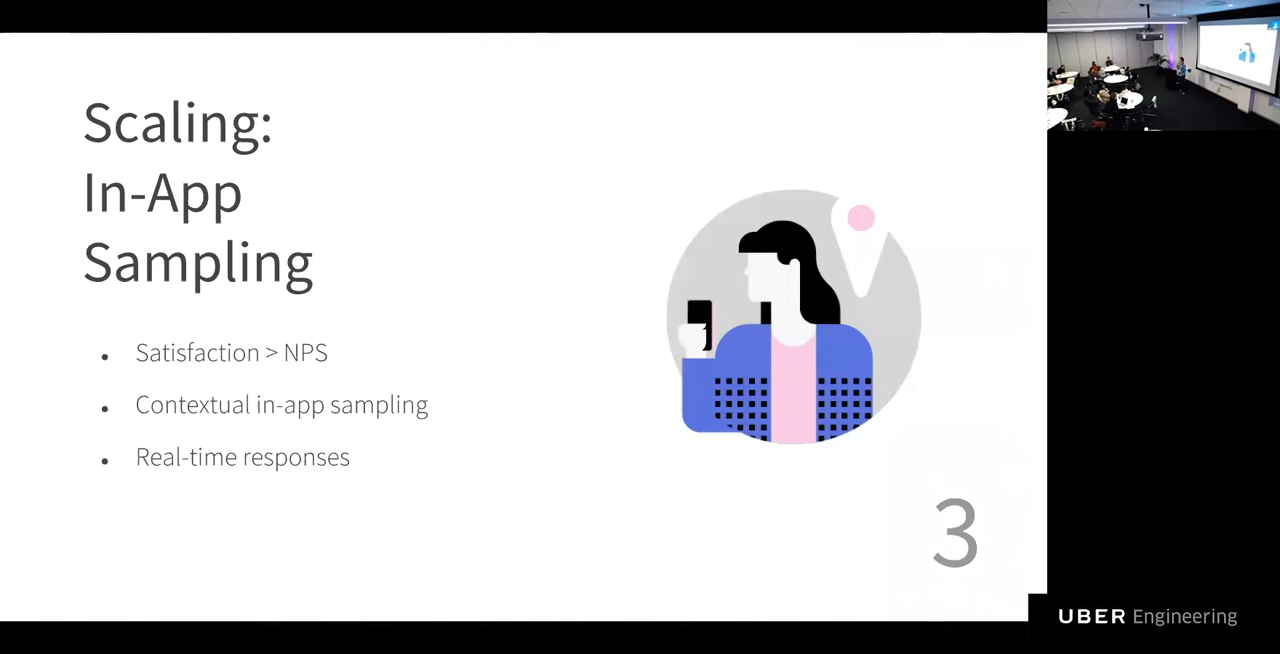 Scaling:
In-App
Sampling
• Satisfaction > NPS
• Contextual in-app sampling
• Real-time responses
3
UBER Engineering